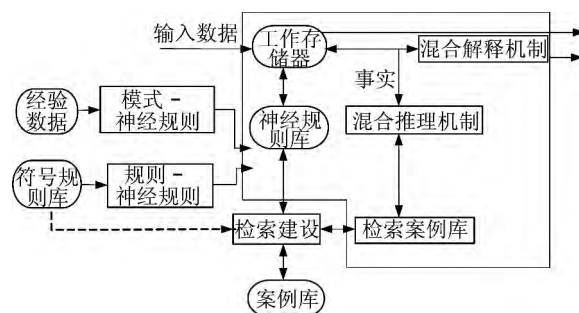 输入数据
工作存
储器
混合解释机制
事实
经验
数据
模式-
神经规则
神经规
则库
混合推理机制
符号规
则库
规则-
神经规则
检索建设
检索案例库
案例库